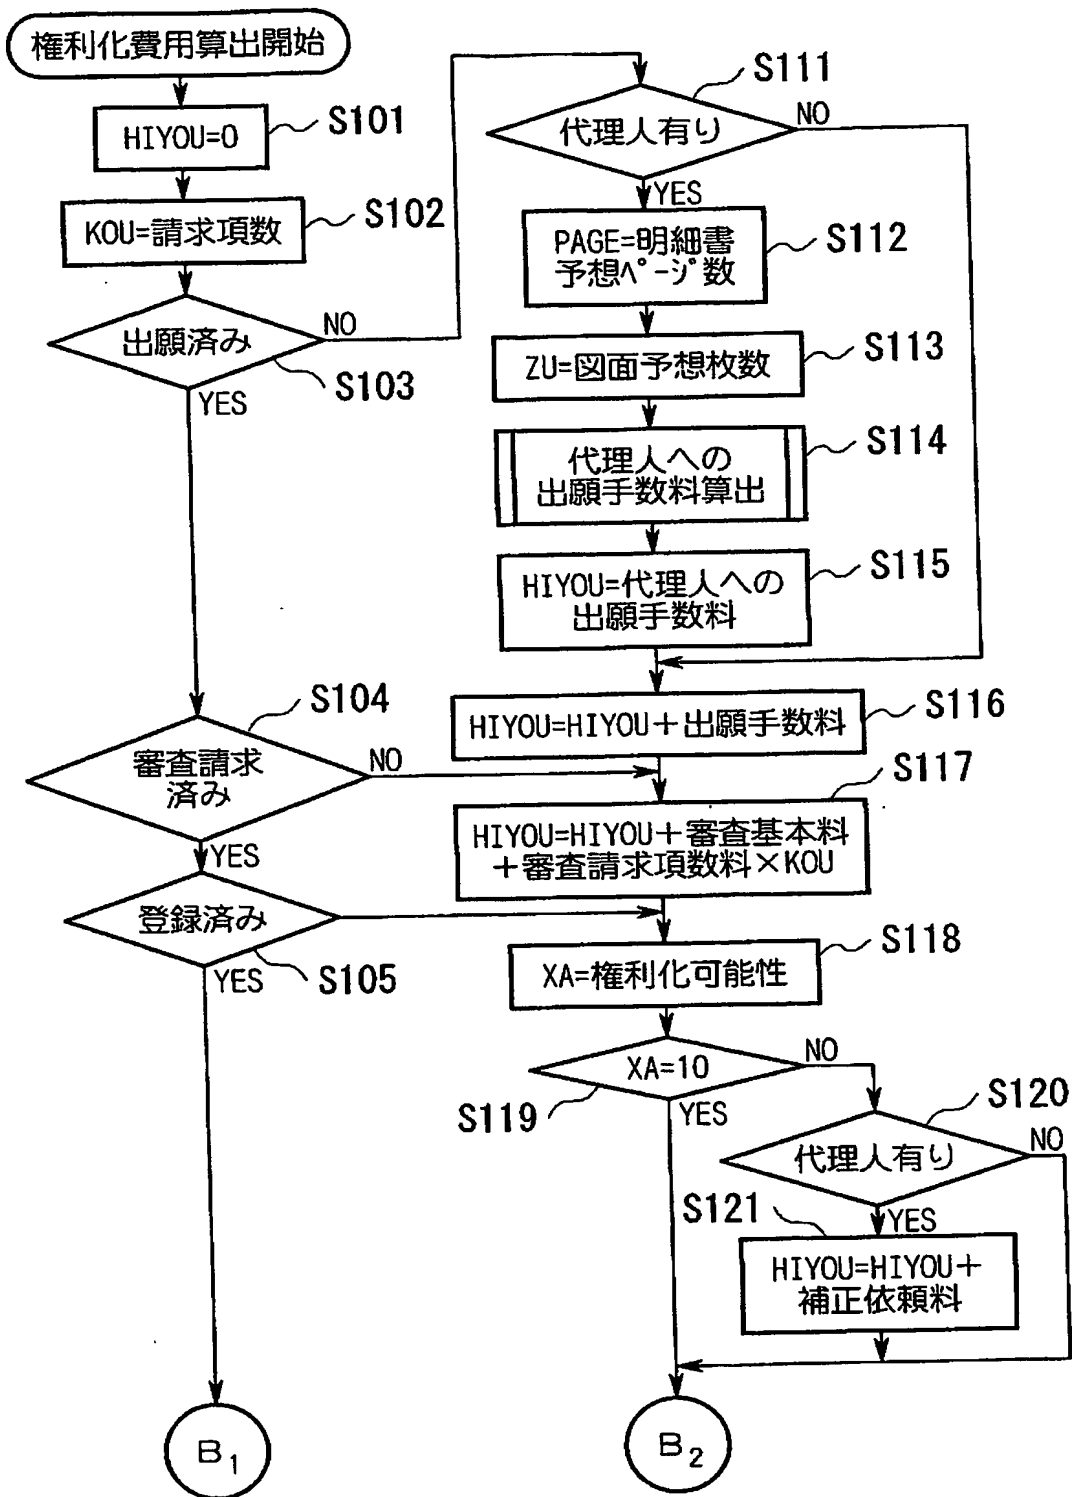 権利化費用算出開始
HIYOU=0
S101
KOU=請求項数
S102
出願済み
NO
S103
YES
S111
代理人有り
NO
YES
PAGE=明細書
予想ﾍﾟｰｼﾞ数
S112
ZU=図面予想枚数
S113
代理人への
出願手数料算出
S114
HIYOU=代理人への
出願手数料
S115
HIYOU=HIYOU+出願手数料
S116
S104
審査請求
済み
NO
YES
S117
HIYOU=HIYOU+審査基本料
+審査請求項数料×KOU
登録済み
S105
YES
XA=権利化可能性
S118
XA=10
NO
S119
YES
S120
代理人有り
NO
YES
S121
HIYOU=HIYOU+
補正依頼料
B1
B2